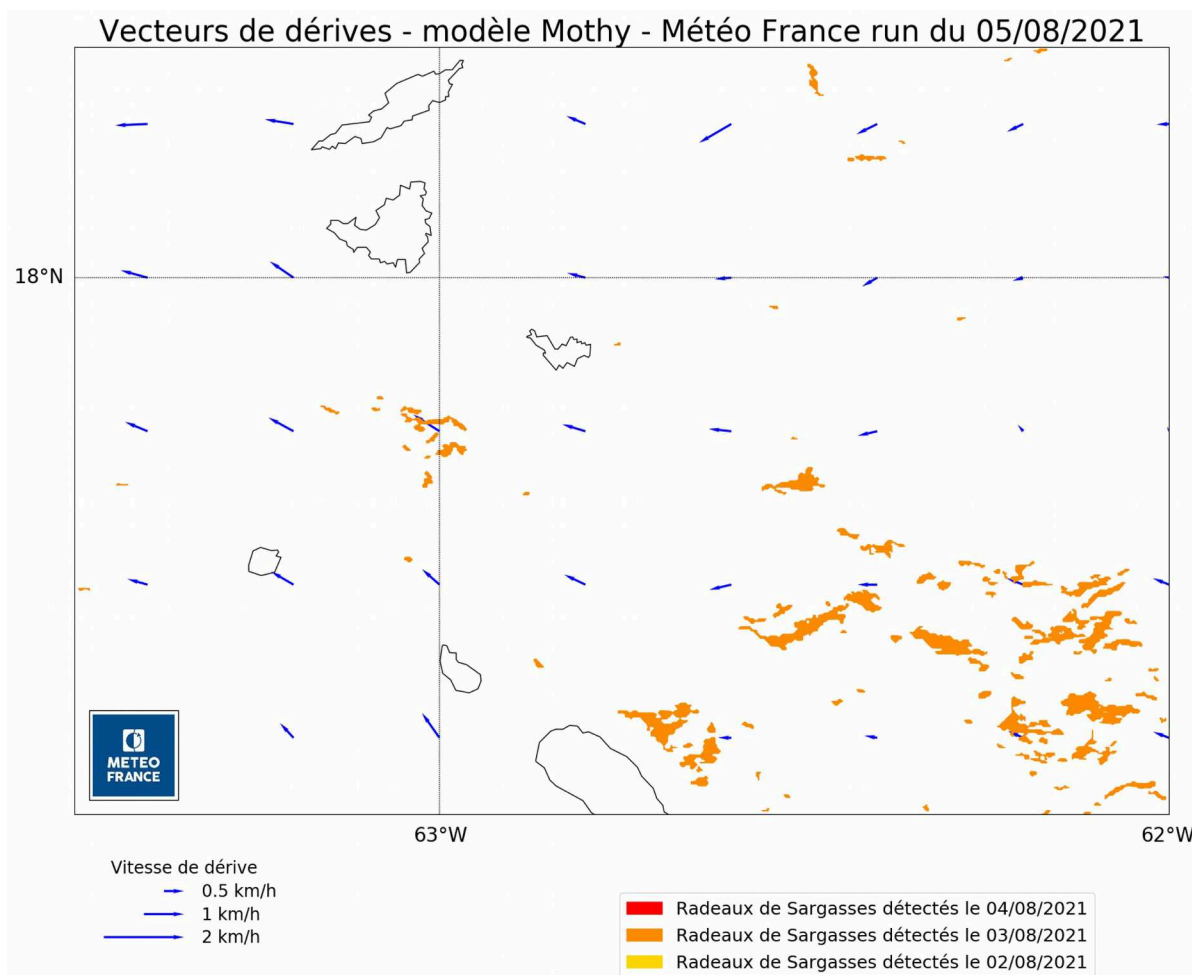 Vecteurs de dérives - modèle Mothy - Météo France run du 05/08/2021
18°N
METEO
FRANCE
63°W
62°W
Vitesse de dérive
0.5 km/h
1 km/h
2 km/h
Radeaux de Sargasses détectés le 04/08/2021
Radeaux de Sargasses détectés le 03/08/2021
Radeaux de Sargasses détectés le 02/08/2021